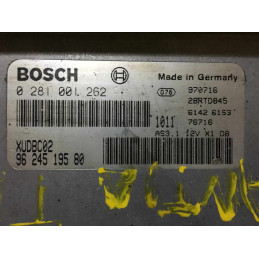 BOSCH
Made in Germany
0 281 001 262
078 970716
28RTD845
6142 6153
1011 76716
AS3.1 12V X1 D6
XUDBC02
96 245 195 80